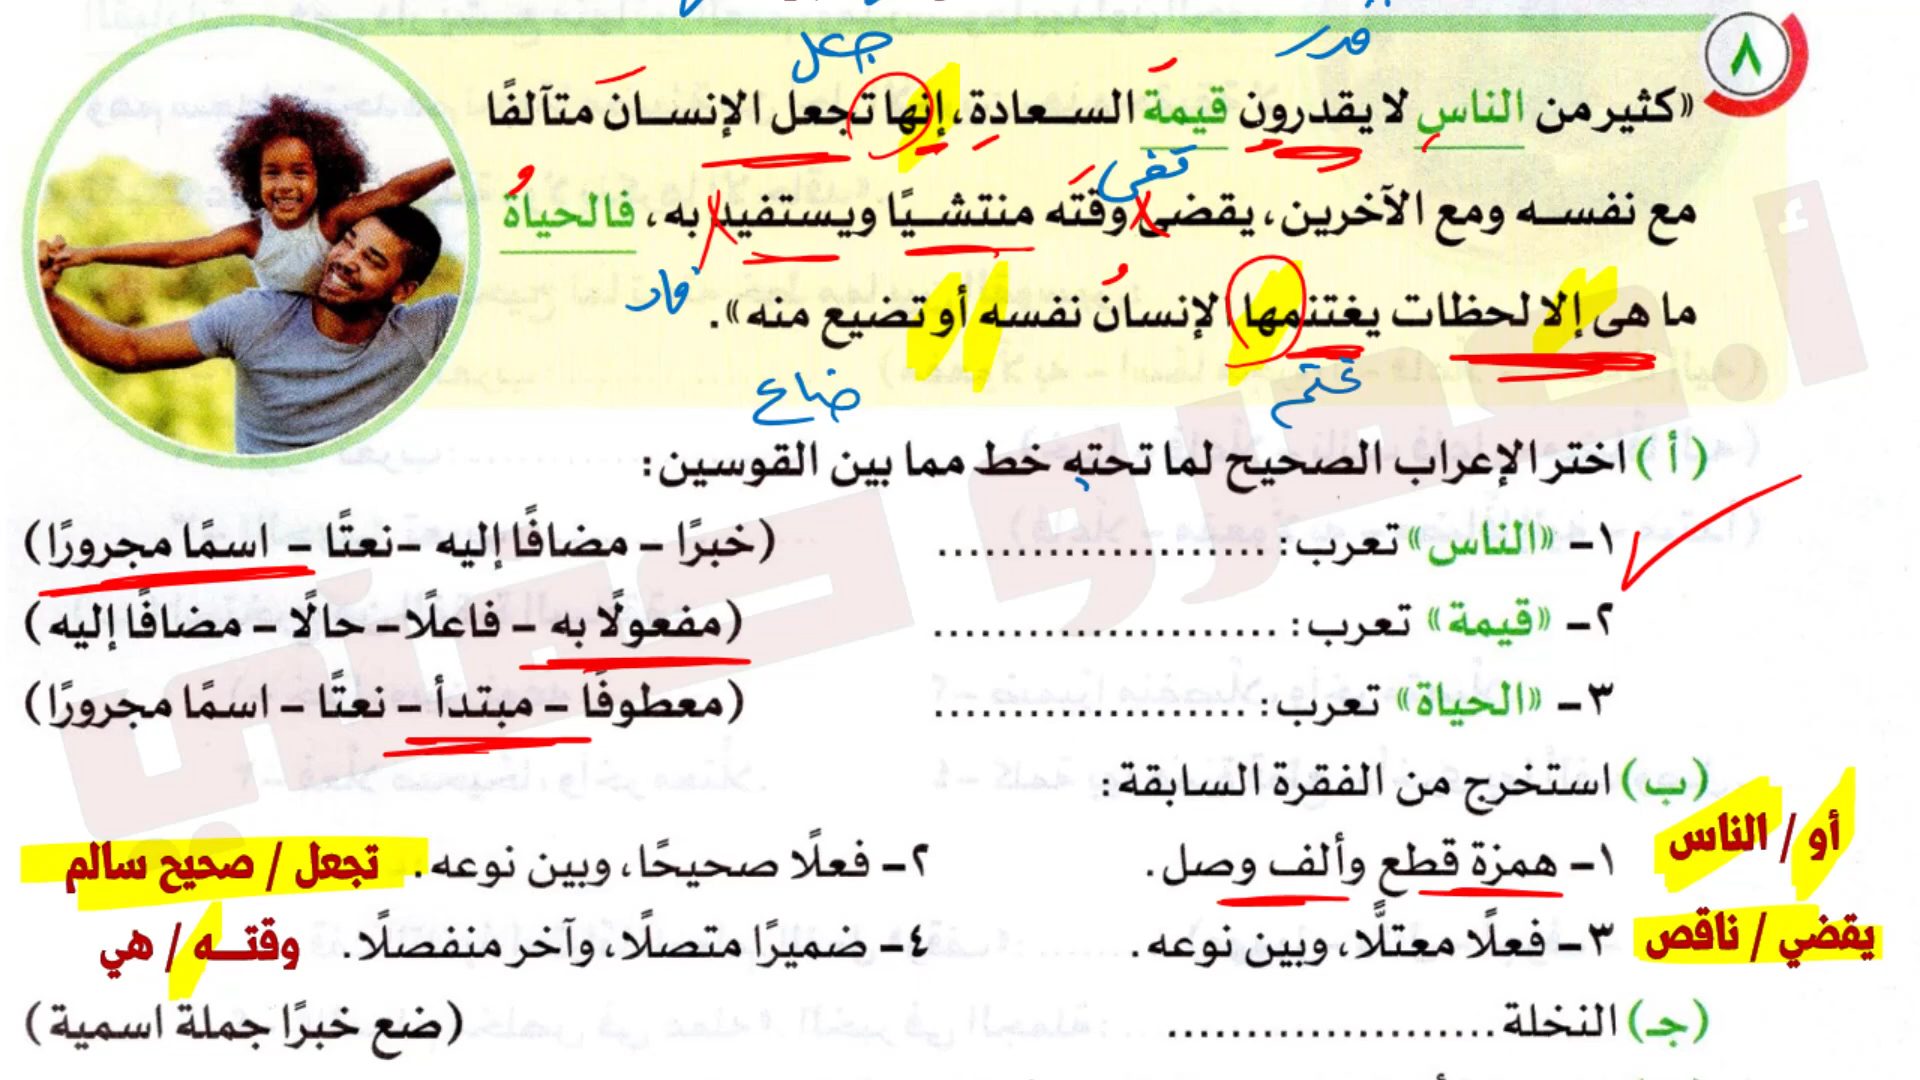 ٨
قدر
جعل
«كثير من الناسِ لا يقدرون قيمةَ السعادةِ، إنها تجعل الإنسانَ متآلفًا
قضى
مع نفسه ومع الآخرين، يقضى وقتَه منتشيًا ويستفيد به، فالحياةُ
فاد
ما هى إلا لحظات يغتنمها الإنسانُ نفسه أو تضيع منه».
غنم
ضاع
(أ) اختر الإعراب الصحيح لما تحته خط مما بين القوسين:
١- «الناس» تعرب: ..................... (خبرًا - مضافًا إليه - نعتًا - اسمًا مجرورًا)
٢- «قيمة» تعرب: ..................... (مفعولًا به - فاعلًا - حالًا - مضافًا إليه)
٣- «الحياة» تعرب: ..................... (معطوفًا - مبتدأ - نعتًا - اسمًا مجرورًا)
(ب) استخرج من الفقرة السابقة:
أو / الناس
١- همزة قطع وألف وصل. ٢- فعلًا صحيحًا، وبين نوعه. تجعل / صحيح سالم
يقضي / ناقص
٣- فعلًا معتلًّا، وبين نوعه. ٤- ضميرًا متصلًا، وآخر منفصلًا. وقته / هي
(جـ) النخلة ..................... (ضع خبرًا جملة اسمية)